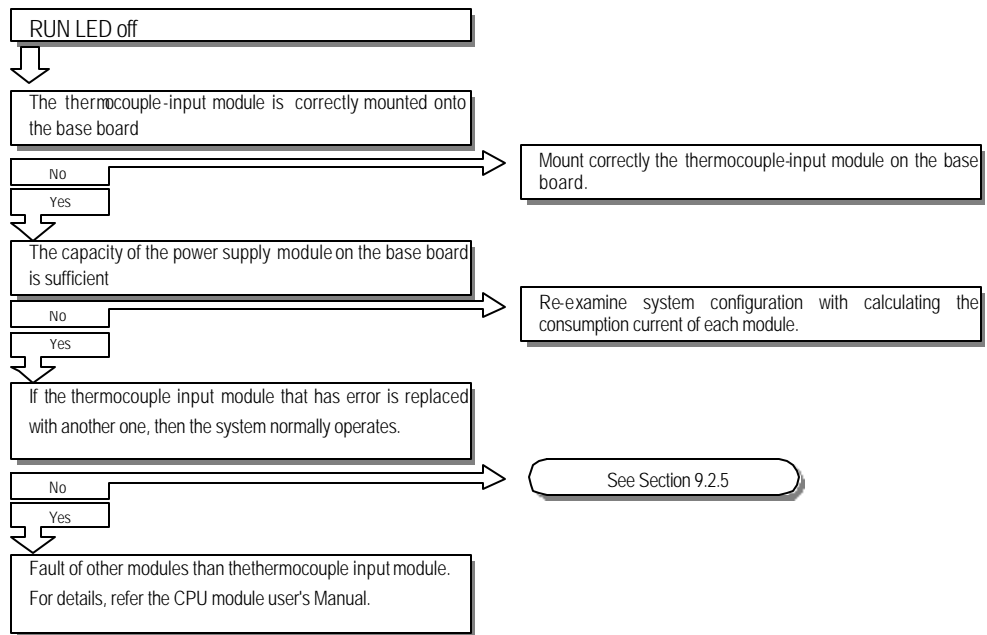 RUN LED off
The thermocouple-input module is correctly mounted onto
the base board
No
Mount correctly the thermocouple-input module on the base
board.
Yes
The capacity of the power supply module on the base board
is sufficient
No
Re-examine system configuration with calculating the
consumption current of each module.
Yes
If the thermocouple input module that has error is replaced
with another one, then the system normally operates.
No
See Section 9.2.5
Yes
Fault of other modules than thethermocouple input module.
For details, refer the CPU module user's Manual.